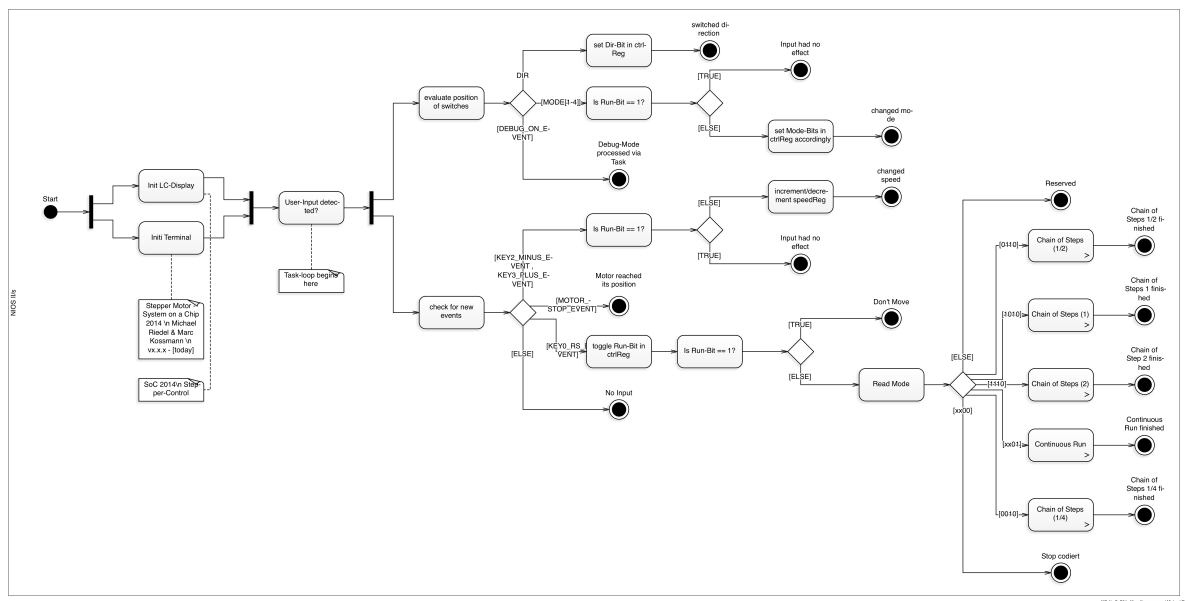 NIOS II/s
Start
Init LC-Display
Initi Terminal
Stepper Motor -
System on a Chip
2014 \n Michael
Riedel & Marc
Kossmann \n
vx.x.x - [today]
SoC 2014\n Step-
per-Control
User-Input detec-
ted?
Task-loop begins
here
evaluate position
of switches
DIR
[MODE[1-4]]
[DEBUG_ON_E-
VENT]
set Dir-Bit in ctrl-
Reg
switched di-
rection
Is Run-Bit == 1?
[TRUE]
Input had no
effect
[ELSE]
set Mode-Bits in
ctrlReg accordingly
changed mo-
de
Debug-Mode
processed via
Task
check for new
events
[KEY2_MINUS_E-
VENT ,
KEY3_PLUS_E-
VENT]
Is Run-Bit == 1?
[ELSE]
increment/decre-
ment speedReg
changed
speed
[TRUE]
Input had no
effect
[MOTOR_-
STOP_EVENT]
Motor reached
its position
[KEY0_RS_E
VENT]
toggle Run-Bit in
ctrlReg
Is Run-Bit == 1?
[TRUE]
Don't Move
[ELSE]
Read Mode
[ELSE]
No Input
[ELSE]
Reserved
[0110]
Chain of Steps
(1/2)
Chain of
Steps 1/2 fi-
nished
[1010]
Chain of Steps (1)
Chain of
Steps 1 finis-
hed
[1110]
Chain of Steps (2)
Chain of
Step 2 finis-
hed
[xx01]
Continuous Run
Continuous
Run finished
[0010]
Chain of Steps
(1/4)
Chain of
Steps 1/4 fi-
nished
[xx00]
Stop codiert